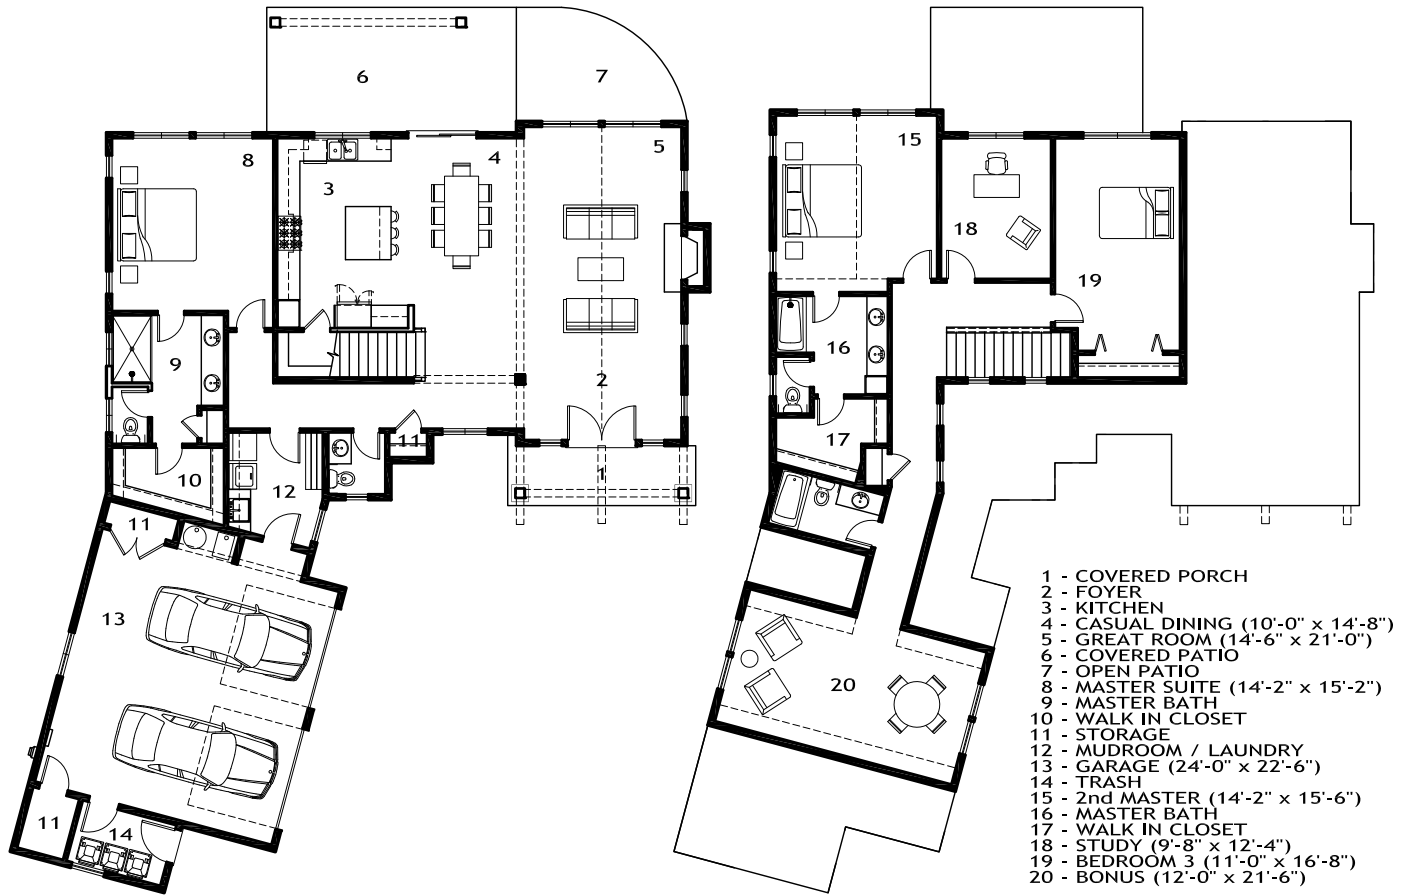 6
7
8
4
5
3
15
18
19
9
2
16
11
17
10
12
1
11
13
20
11
14
1 - COVERED PORCH
2 - FOYER
3 - KITCHEN
4 - CASUAL DINING (10'-0" x 14'-8")
5 - GREAT ROOM (14'-6" x 21'-0")
6 - COVERED PATIO
7 - OPEN PATIO
8 - MASTER SUITE (14'-2" x 15'-2")
9 - MASTER BATH
10 - WALK IN CLOSET
11 - STORAGE
12 - MUDROOM / LAUNDRY
13 - GARAGE (24'-0" x 22'-6")
14 - TRASH
15 - 2nd MASTER (14'-2" x 15'-6")
16 - MASTER BATH
17 - WALK IN CLOSET
18 - STUDY (9'-8" x 12'-4")
19 - BEDROOM 3 (11'-0" x 16'-8")
20 - BONUS (12'-0" x 21'-6")